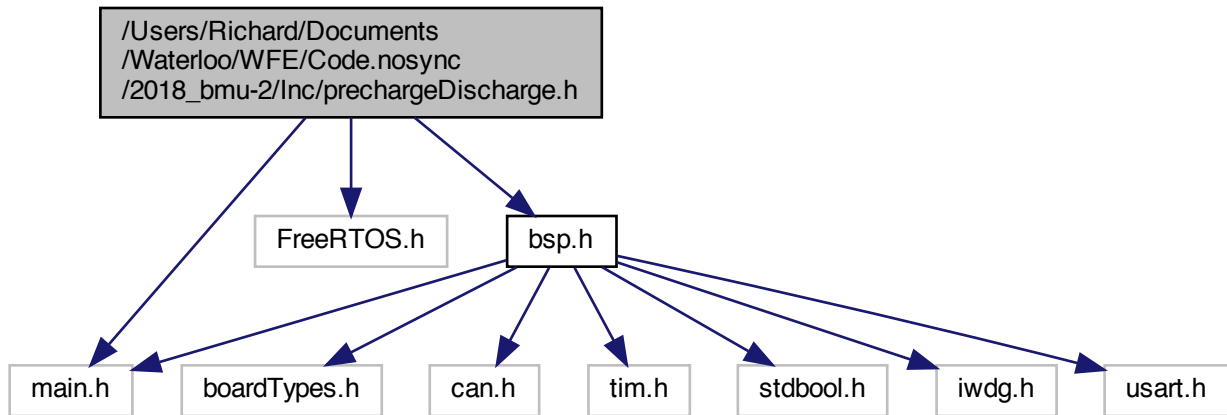 /Users/Richard/Documents
/Waterloo/WFE/Code.nosync
/2018_bmu-2/Inc/prechargeDischarge.h
FreeRTOS.h
bsp.h
main.h
boardTypes.h
can.h
tim.h
stdbool.h
iwdg.h
usart.h